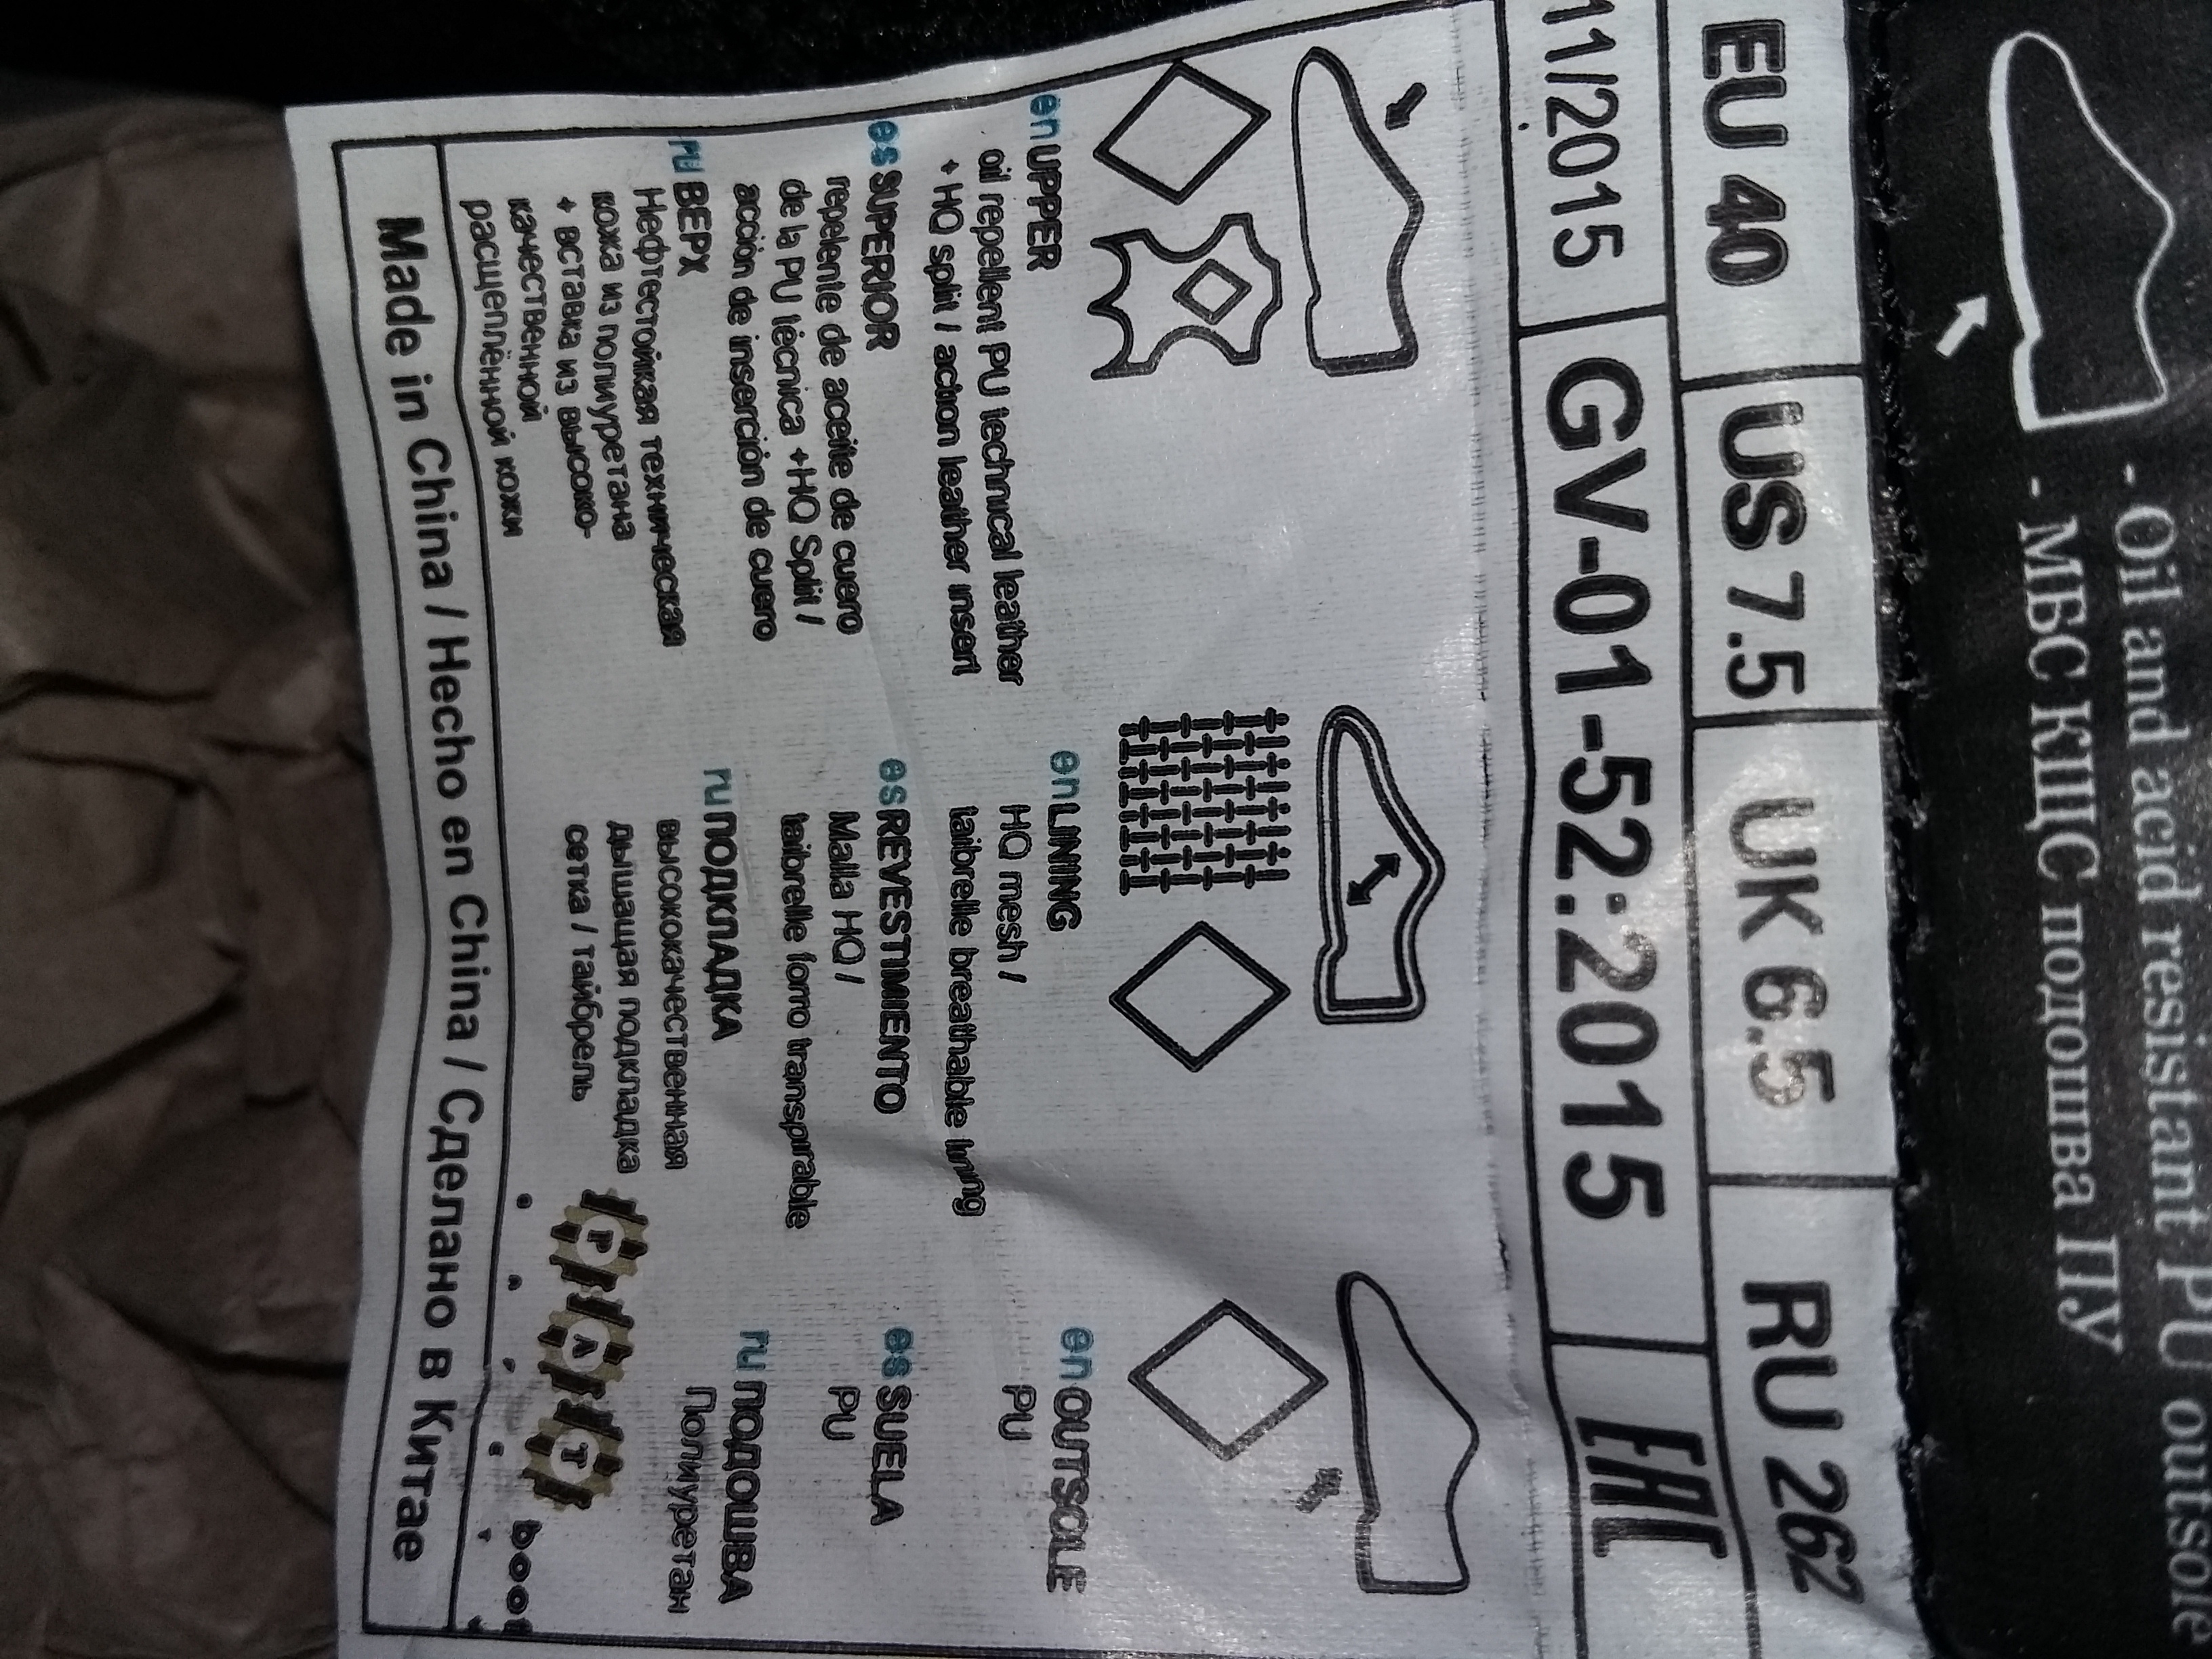 - Oil and acid resistant PU outsole
- МБС КЩС подошва ПУ
EU 40 US 7.5 UK 6.5 RU 262
11/2015 GV-01-52:2015 EAC
en UPPER
oil repellent PU technical leather
+ HQ split / action leather insert
es SUPERIOR
repelente de aceite de cuero
de la PU técnica +HQ Split /
acción de inserción de cuero
ru ВЕРХ
Нефтестойкая техническая
кожа из полиуретана
+ вставка из высоко-
качественной
расщеплённой кожи
en LINING
HQ mesh /
taibrelle breathable lining
es REVESTIMIENTO
Malla HQ /
taibrelle forro transpirable
ru ПОДКЛАДКА
высококачественная
дышащая подкладка
сетка / тайбрель
en OUTSOLE
PU
es SUELA
PU
ru ПОДОШВА
Полиуретан
boot
Made in China / Hecho en China / Сделано в Китае